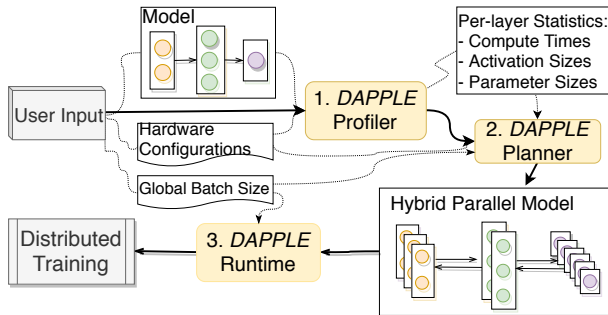 Model
Per-layer Statistics:
- Compute Times
- Activation Sizes
- Parameter Sizes
User Input
1. DAPPLE
Profiler
Hardware
Configurations
2. DAPPLE
Planner
Global Batch Size
Hybrid Parallel Model
Distributed
Training
3. DAPPLE
Runtime